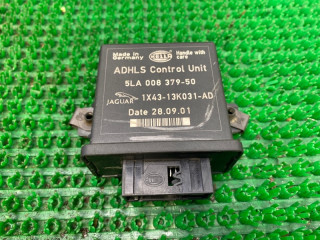 Made in Germany
HELLA
Handle with care
ADHLS Control Unit
5LA 008 379-50
JAGUAR 1X43-13K031-AD
Date 28.09.01